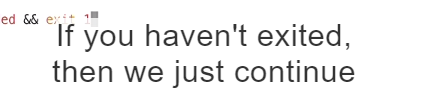 ed && exit 1
If you haven't exited,
then we just continue